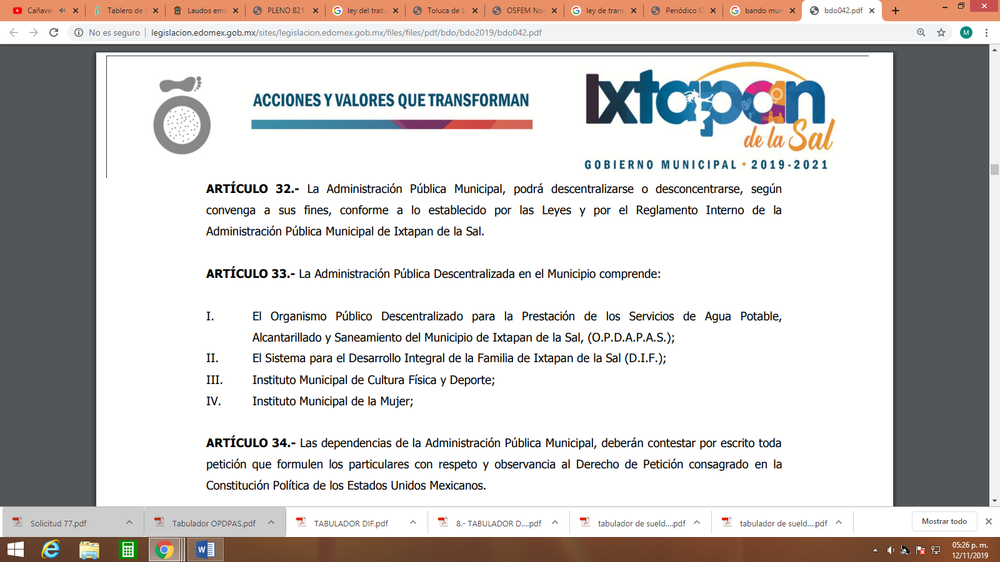 Cañaver
Tablero de S
Laudos emit
PLENO 821.p
ley del traba
Toluca de L
OSFEM Nor
ley de trans
Periódico O
bando mun
bdo042.pdf
No es seguro | legislacion.edomex.gob.mx/sites/legislacion.edomex.gob.mx/files/files/pdf/bdo/bdo2019/bdo042.pdf
M
ACCIONES Y VALORES QUE TRANSFORMAN
Ixtapan
de la Sal
GOBIERNO MUNICIPAL • 2019-2021
ARTÍCULO 32.- La Administración Pública Municipal, podrá descentralizarse o desconcentrarse, según
convenga a sus fines, conforme a lo establecido por las Leyes y por el Reglamento Interno de la
Administración Pública Municipal de Ixtapan de la Sal.
ARTÍCULO 33.- La Administración Pública Descentralizada en el Municipio comprende:
I. El Organismo Público Descentralizado para la Prestación de los Servicios de Agua Potable,
Alcantarillado y Saneamiento del Municipio de Ixtapan de la Sal, (O.P.D.A.P.A.S.);
II. El Sistema para el Desarrollo Integral de la Familia de Ixtapan de la Sal (D.I.F.);
III. Instituto Municipal de Cultura Física y Deporte;
IV. Instituto Municipal de la Mujer;
ARTÍCULO 34.- Las dependencias de la Administración Pública Municipal, deberán contestar por escrito toda
petición que formulen los particulares con respeto y observancia al Derecho de Petición consagrado en la
Constitución Política de los Estados Unidos Mexicanos.
Solicitud 77.pdf
Tabulador OPDPAS.pdf
TABULADOR DIF.pdf
8.- TABULADOR D....pdf
tabulador de sueld....pdf
tabulador de sueld....pdf
Mostrar todo
05:26 p. m.
12/11/2019